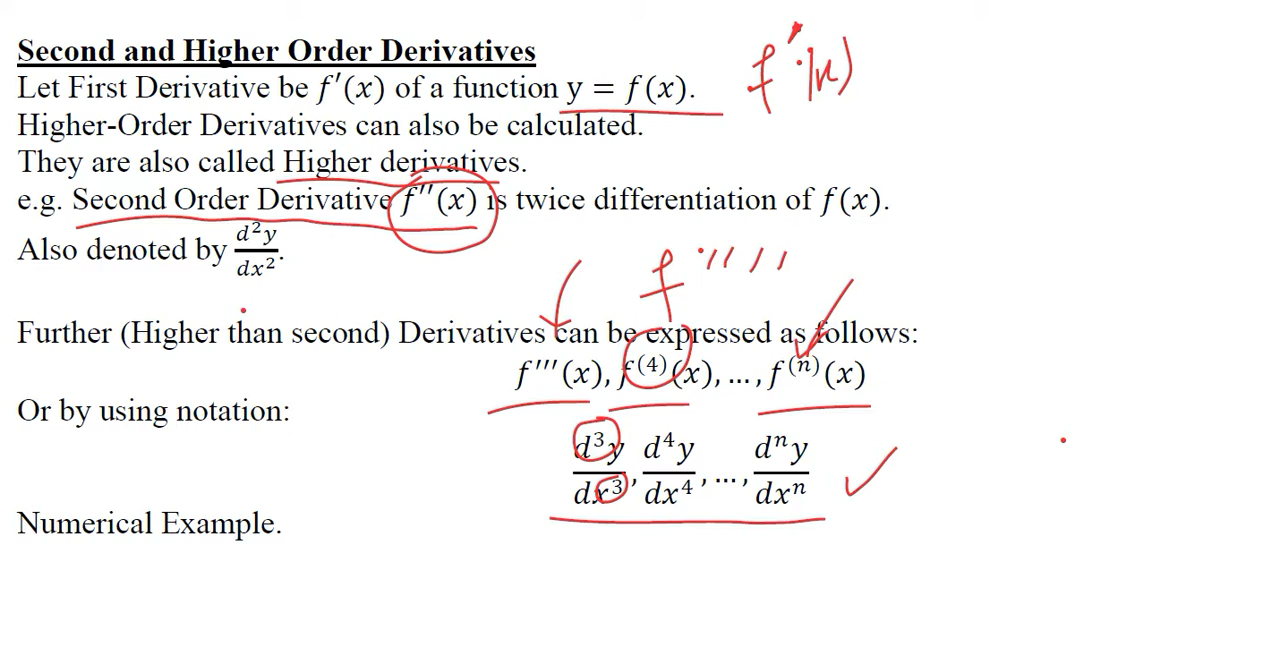 Second and Higher Order Derivatives
Let First Derivative be f′(x) of a function y = f(x).
f′(x)
Higher-Order Derivatives can also be calculated.
They are also called Higher derivatives.
e.g. Second Order Derivative f′′(x) is twice differentiation of f(x).
Also denoted by d²y/dx².
f′′′′
Further (Higher than second) Derivatives can be expressed as follows:
f′′′(x), f⁽⁴⁾(x), ..., f⁽ⁿ⁾(x)
Or by using notation:
d³y/dx³, d⁴y/dx⁴, ..., dⁿy/dxⁿ
Numerical Example.